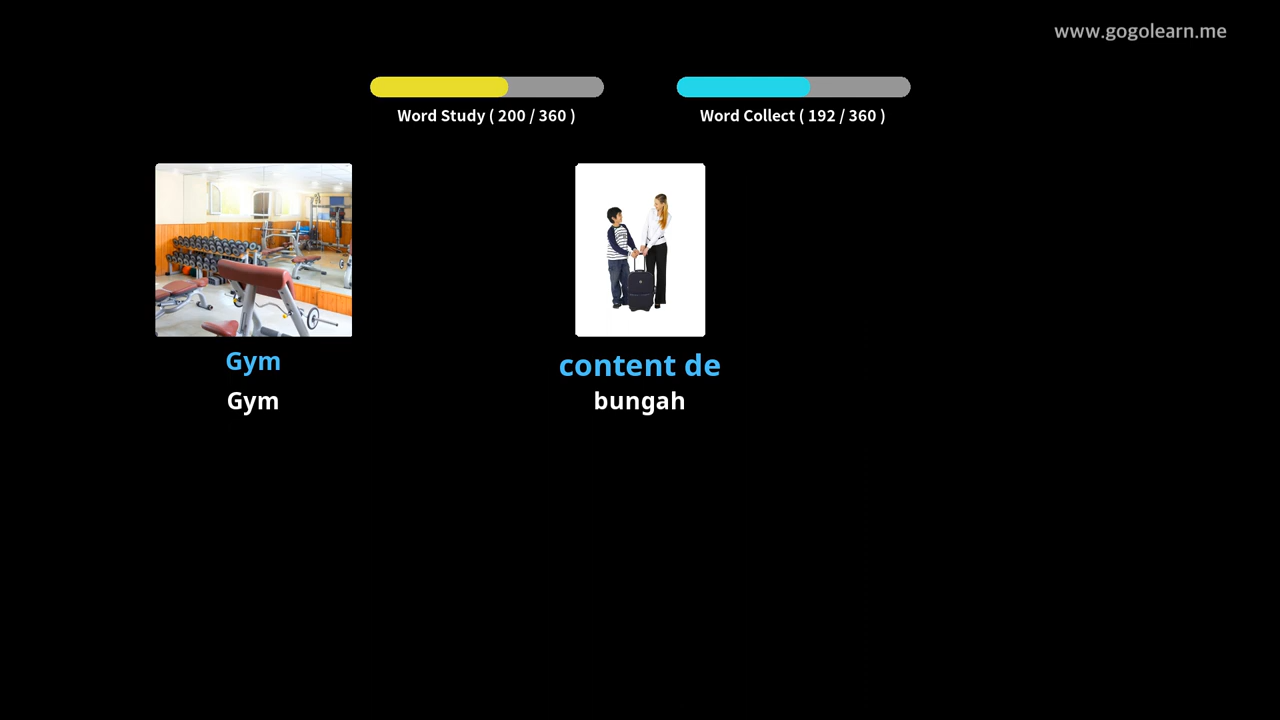 www.gogolearn.me
Word Study ( 200 / 360 )
Word Collect ( 192 / 360 )
Gym
Gym
content de
bungah